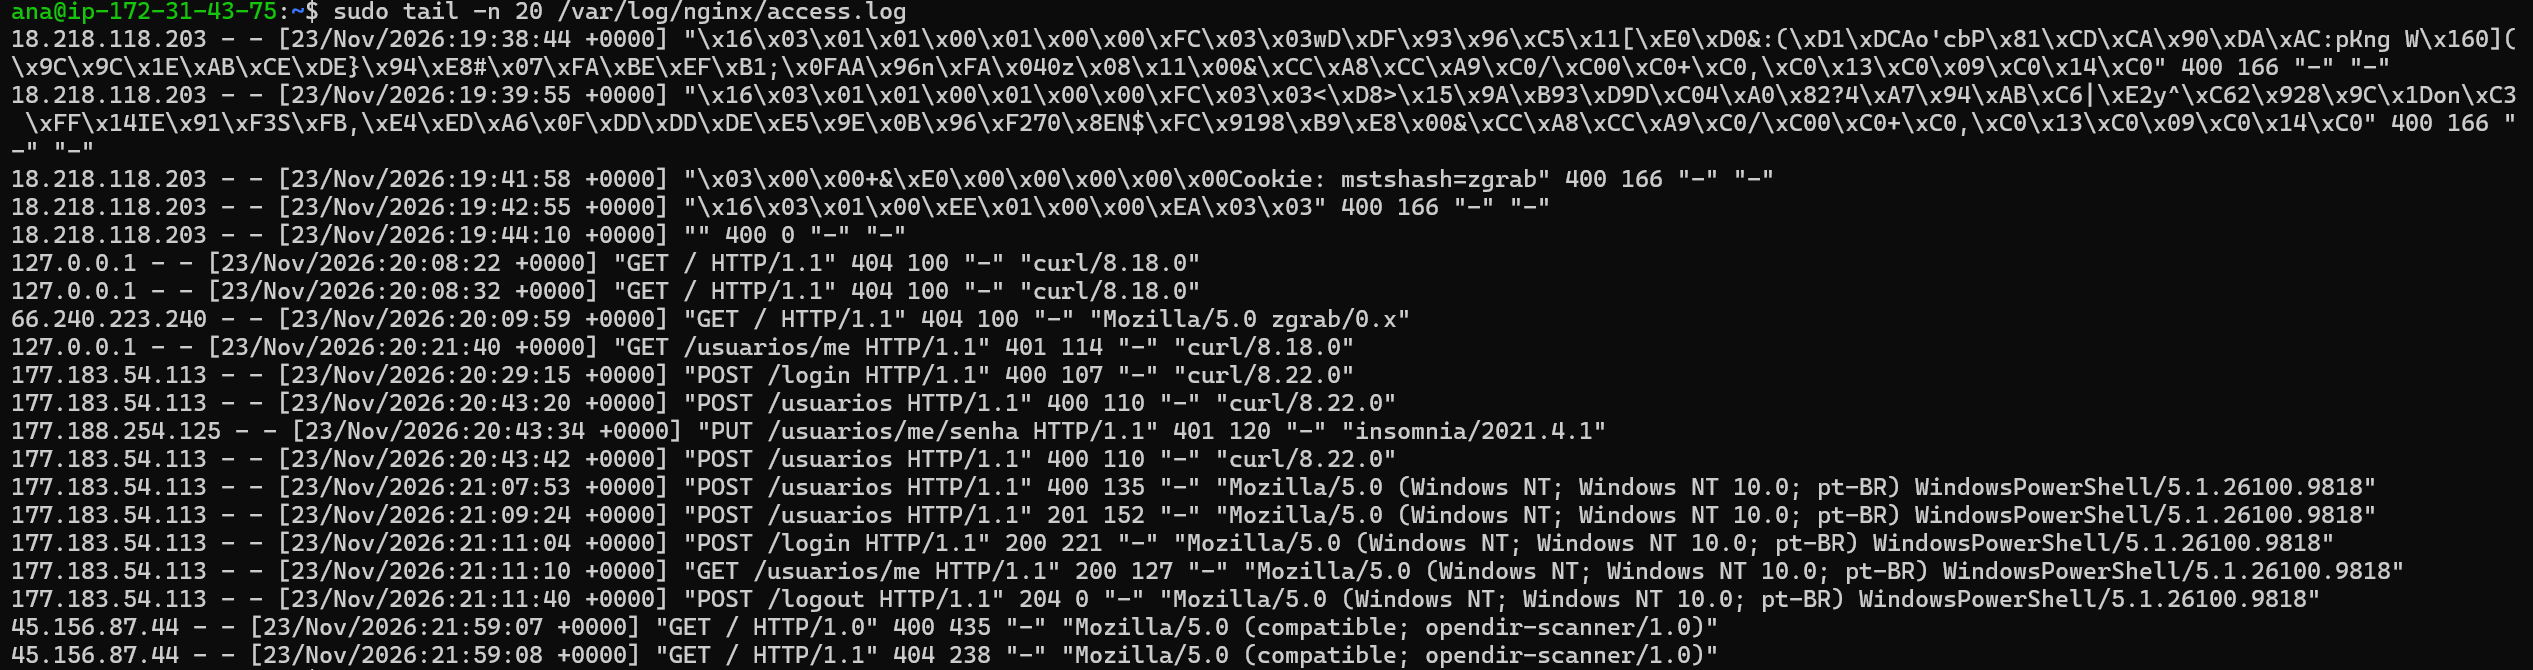 ana@ip-172-31-43-75:~$ sudo tail -n 20 /var/log/nginx/access.log
18.218.118.203 - - [23/Nov/2026:19:38:44 +0000] "\x16\x03\x01\x01\x00\x01\x00\x00\xFC\x03\x03wD\xDF\x93\x96\xC5\x11[\xE0\xD0&:(\xD1\xDCAo'cbP\x81\xCD\xCA\x90\xDA\xAC:pKng W\x160](
\x9C\x9C\x1E\xAB\xCE\xDE}\x94\xE8#\x07\xFA\xBE\xEF\xB1;\x0FAA\x96n\xFA\x040z\x08\x11\x00&\xCC\xA8\xCC\xA9\xC0/\xC00\xC0+\xC0,\xC0\x13\xC0\x09\xC0\x14\xC0" 400 166 "-" "-"
18.218.118.203 - - [23/Nov/2026:19:39:55 +0000] "\x16\x03\x01\x01\x00\x01\x00\x00\xFC\x03\x03<\xD8>\x15\x9A\xB93\xD9D\xC04\xA0\x82?4\xA7\x94\xAB\xC6|\xE2y^\xC62\x928\x9C\x1Don\xC3
\xFF\x14IE\x91\xF3S\xFB,\xE4\xED\xA6\x0F\xDD\xDD\xDE\xE5\x9E\x0B\x96\xF270\x8EN$\xFC\x9198\xB9\xE8\x00&\xCC\xA8\xCC\xA9\xC0/\xC00\xC0+\xC0,\xC0\x13\xC0\x09\xC0\x14\xC0" 400 166 "
-" "-"
18.218.118.203 - - [23/Nov/2026:19:41:58 +0000] "\x03\x00\x00+&\xE0\x00\x00\x00\x00\x00Cookie: mstshash=zgrab" 400 166 "-" "-"
18.218.118.203 - - [23/Nov/2026:19:42:55 +0000] "\x16\x03\x01\x00\xEE\x01\x00\x00\xEA\x03\x03" 400 166 "-" "-"
18.218.118.203 - - [23/Nov/2026:19:44:10 +0000] "" 400 0 "-" "-"
127.0.0.1 - - [23/Nov/2026:20:08:22 +0000] "GET / HTTP/1.1" 404 100 "-" "curl/8.18.0"
127.0.0.1 - - [23/Nov/2026:20:08:32 +0000] "GET / HTTP/1.1" 404 100 "-" "curl/8.18.0"
66.240.223.240 - - [23/Nov/2026:20:09:59 +0000] "GET / HTTP/1.1" 404 100 "-" "Mozilla/5.0 zgrab/0.x"
127.0.0.1 - - [23/Nov/2026:20:21:40 +0000] "GET /usuarios/me HTTP/1.1" 401 114 "-" "curl/8.18.0"
177.183.54.113 - - [23/Nov/2026:20:29:15 +0000] "POST /login HTTP/1.1" 400 107 "-" "curl/8.22.0"
177.183.54.113 - - [23/Nov/2026:20:43:20 +0000] "POST /usuarios HTTP/1.1" 400 110 "-" "curl/8.22.0"
177.188.254.125 - - [23/Nov/2026:20:43:34 +0000] "PUT /usuarios/me/senha HTTP/1.1" 401 120 "-" "insomnia/2021.4.1"
177.183.54.113 - - [23/Nov/2026:20:43:42 +0000] "POST /usuarios HTTP/1.1" 400 110 "-" "curl/8.22.0"
177.183.54.113 - - [23/Nov/2026:21:07:53 +0000] "POST /usuarios HTTP/1.1" 400 135 "-" "Mozilla/5.0 (Windows NT; Windows NT 10.0; pt-BR) WindowsPowerShell/5.1.26100.9818"
177.183.54.113 - - [23/Nov/2026:21:09:24 +0000] "POST /usuarios HTTP/1.1" 201 152 "-" "Mozilla/5.0 (Windows NT; Windows NT 10.0; pt-BR) WindowsPowerShell/5.1.26100.9818"
177.183.54.113 - - [23/Nov/2026:21:11:04 +0000] "POST /login HTTP/1.1" 200 221 "-" "Mozilla/5.0 (Windows NT; Windows NT 10.0; pt-BR) WindowsPowerShell/5.1.26100.9818"
177.183.54.113 - - [23/Nov/2026:21:11:10 +0000] "GET /usuarios/me HTTP/1.1" 200 127 "-" "Mozilla/5.0 (Windows NT; Windows NT 10.0; pt-BR) WindowsPowerShell/5.1.26100.9818"
177.183.54.113 - - [23/Nov/2026:21:11:40 +0000] "POST /logout HTTP/1.1" 204 0 "-" "Mozilla/5.0 (Windows NT; Windows NT 10.0; pt-BR) WindowsPowerShell/5.1.26100.9818"
45.156.87.44 - - [23/Nov/2026:21:59:07 +0000] "GET / HTTP/1.0" 400 435 "-" "Mozilla/5.0 (compatible; opendir-scanner/1.0)"
45.156.87.44 - - [23/Nov/2026:21:59:08 +0000] "GET / HTTP/1.1" 404 238 "-" "Mozilla/5.0 (compatible; opendir-scanner/1.0)"